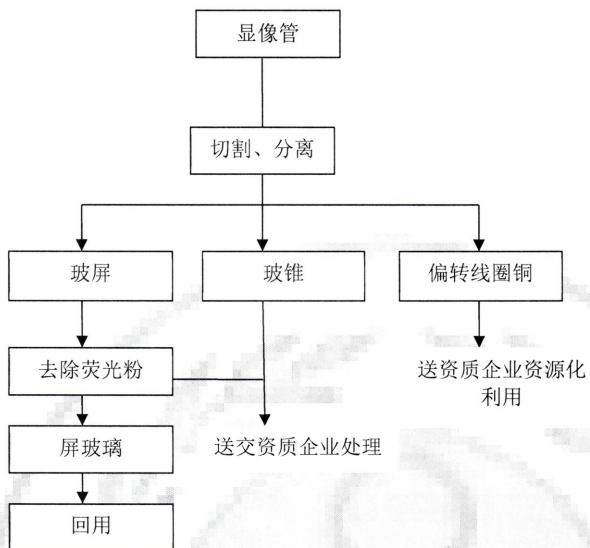 显像管
切割、分离
玻屏
玻锥
偏转线圈铜
去除荧光粉
送资质企业资源化
利用
屏玻璃
送交资质企业处理
回用